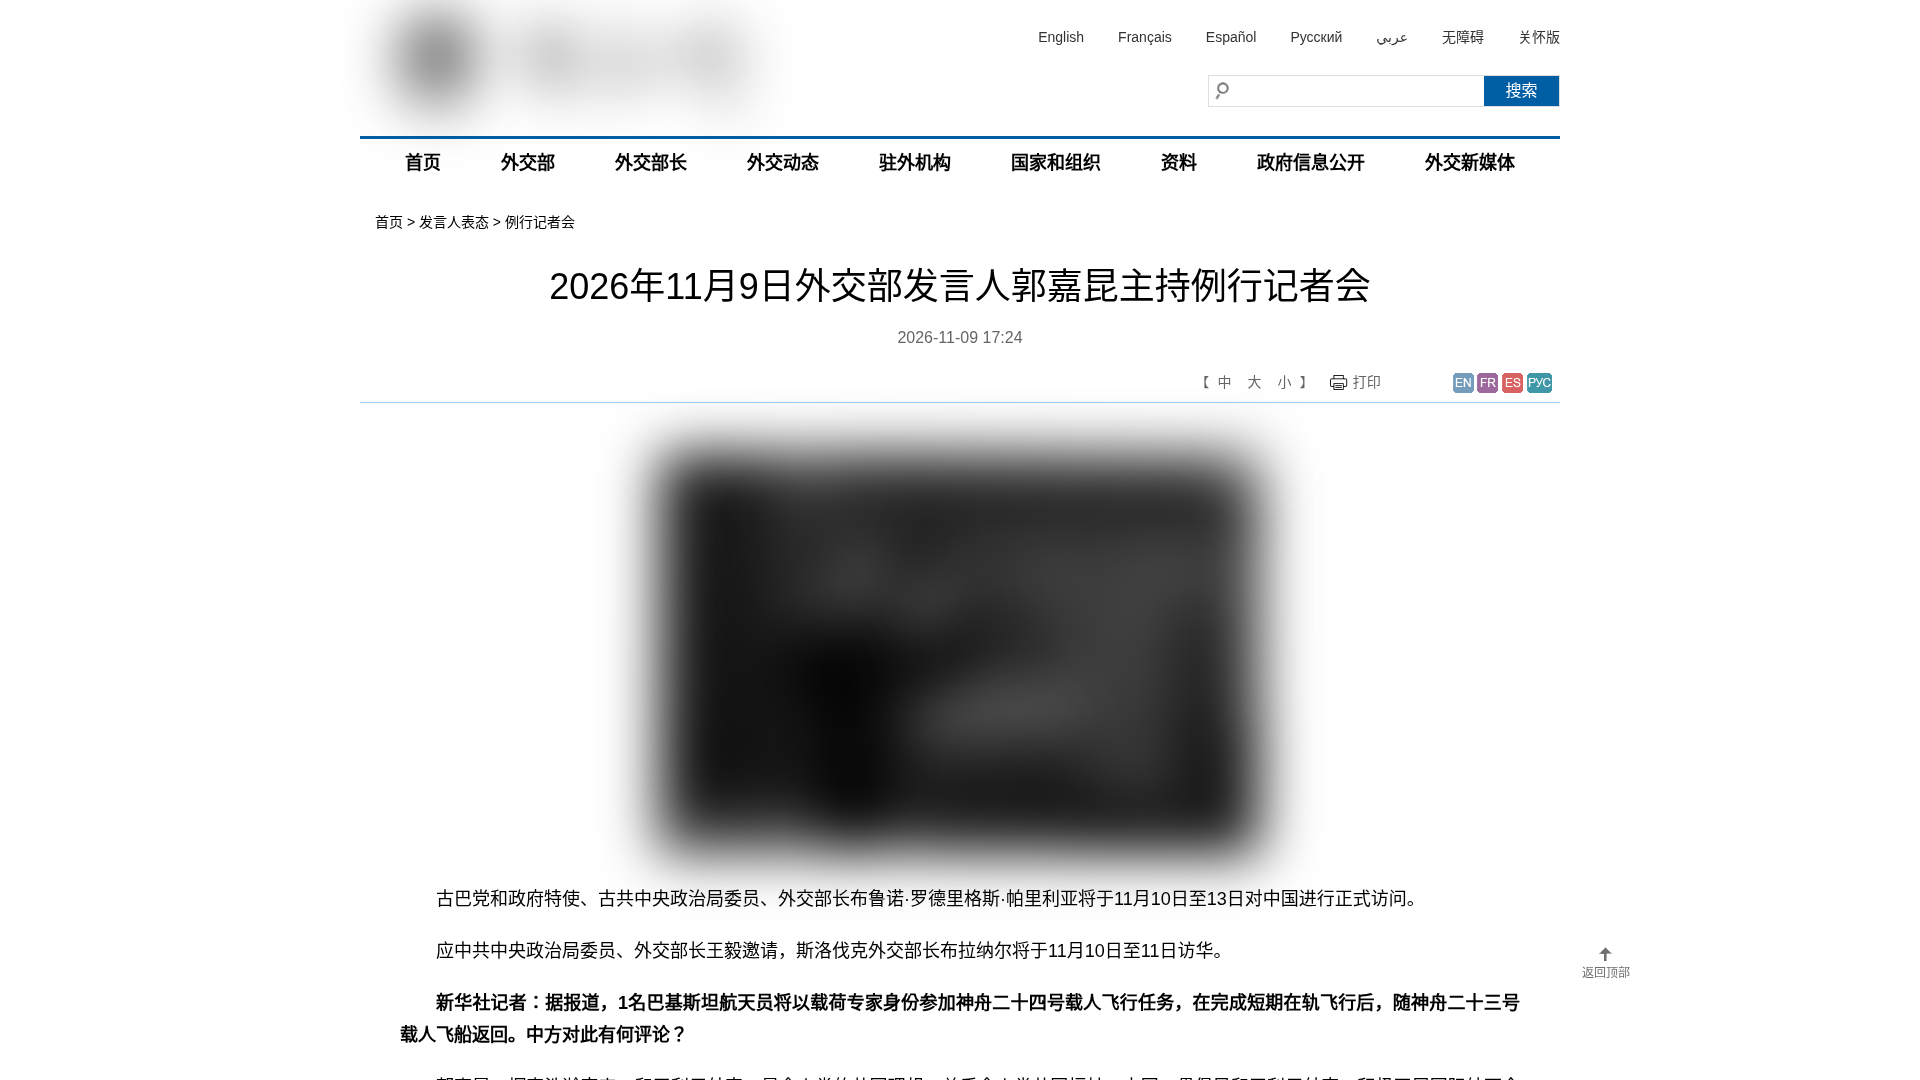 English Français Español Русский عربي 无障碍 关怀版
搜索
首页 外交部 外交部长 外交动态 驻外机构 国家和组织 资料 政府信息公开 外交新媒体
首页 > 发言人表态 > 例行记者会
2026年11月9日外交部发言人郭嘉昆主持例行记者会
2026-11-09 17:24
【 中 大 小 】 打印 EN FR ES РУС
古巴党和政府特使、古共中央政治局委员、外交部长布鲁诺·罗德里格斯·帕里利亚将于11月10日至13日对中国进行正式访问。
应中共中央政治局委员、外交部长王毅邀请，斯洛伐克外交部长布拉纳尔将于11月10日至11日访华。
返回顶部
新华社记者：据报道，1名巴基斯坦航天员将以载荷专家身份参加神舟二十四号载人飞行任务，在完成短期在轨飞行后，随神舟二十三号
载人飞船返回。中方对此有何评论？